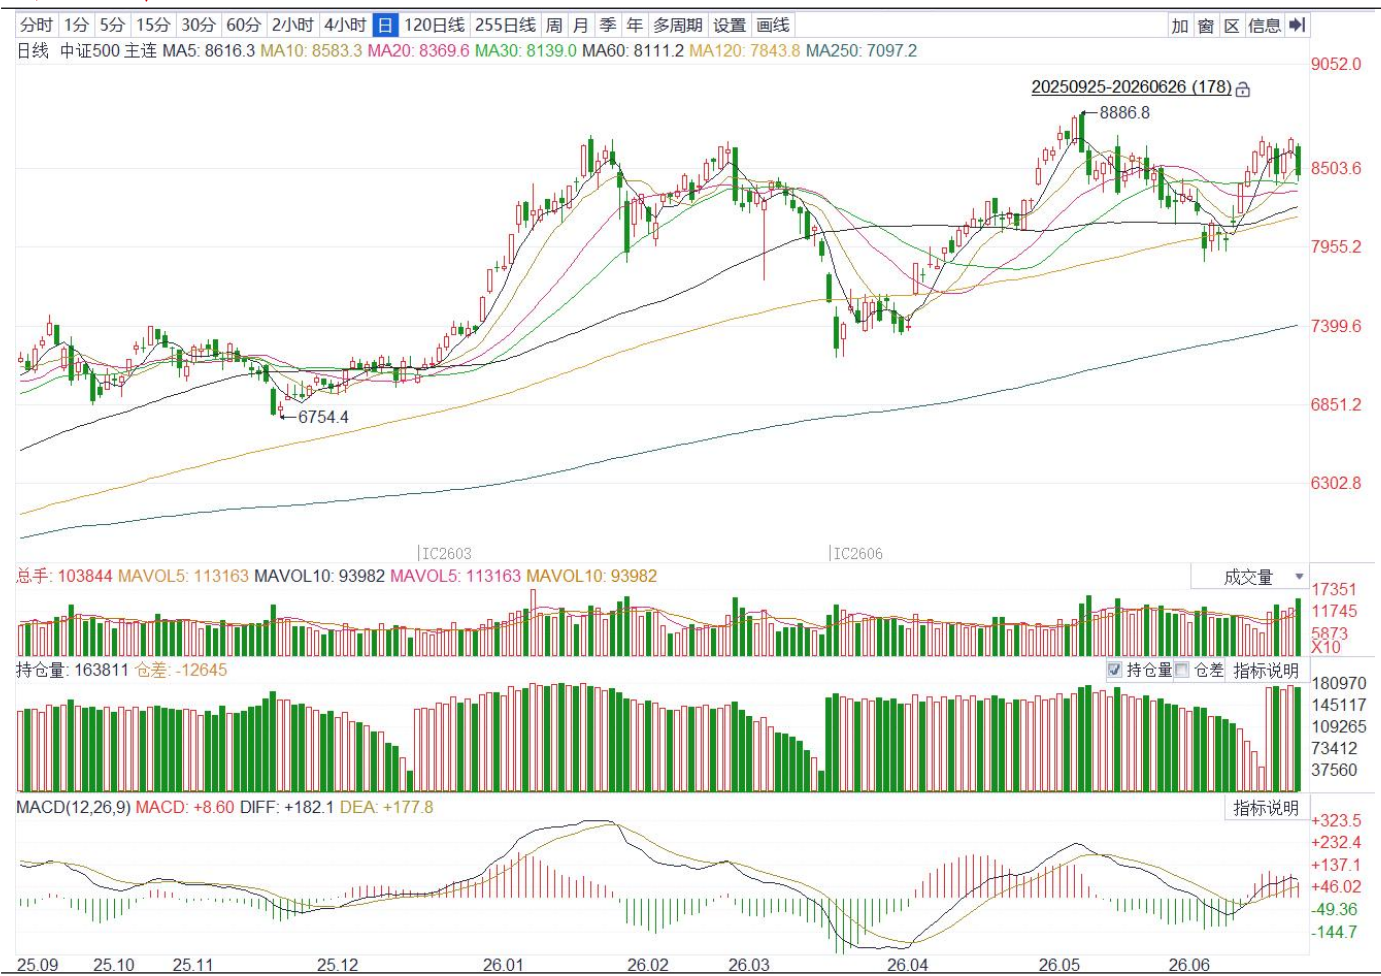 分时 1分 5分 15分 30分 60分 2小时 4小时 日 120日线 255日线 周 月 季 年 多周期 设置 画线 加 窗 区 信息
日线 中证500 主连 MA5: 8616.3 MA10: 8583.3 MA20: 8369.6 MA30: 8139.0 MA60: 8111.2 MA120: 7843.8 MA250: 7097.2
9052.0
20250925-20260626 (178)
8886.8
8503.6
7955.2
7399.6
6851.2
6754.4
6302.8
IC2603 IC2606
总手: 103844 MAVOL5: 113163 MAVOL10: 93982 MAVOL5: 113163 MAVOL10: 93982 成交量
17351
11745
5873
X10
持仓量: 163811 仓差: -12645 持仓量 仓差 指标说明
180970
145117
109265
73412
37560
MACD(12,26,9) MACD: +8.60 DIFF: +182.1 DEA: +177.8 指标说明
+323.5
+232.4
+137.1
+46.02
-49.36
-144.7
25.09 25.10 25.11 25.12 26.01 26.02 26.03 26.04 26.05 26.06